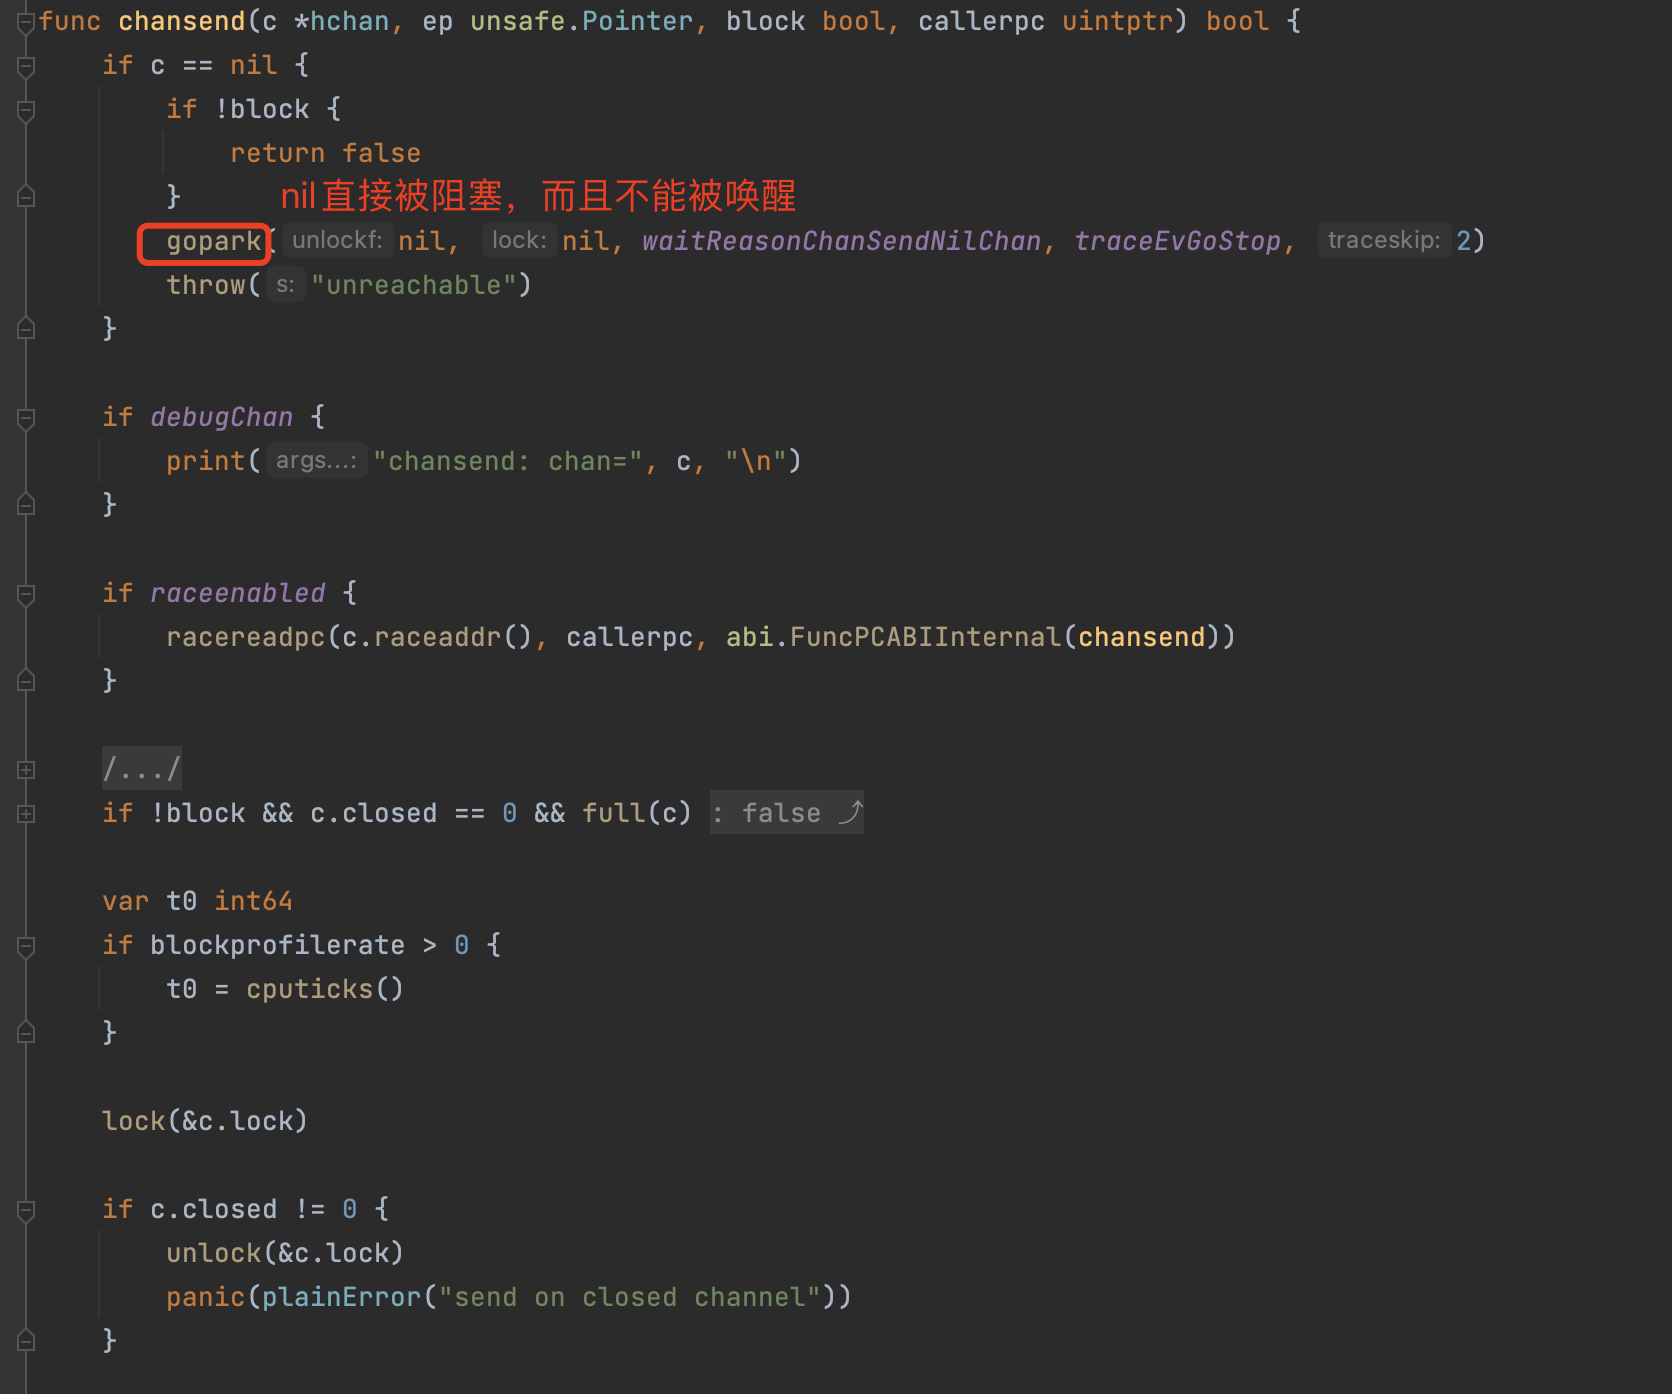 func chansend(c *hchan, ep unsafe.Pointer, block bool, callerpc uintptr) bool {
if c == nil {
if !block {
return false
}
nil直接被阻塞，而且不能被唤醒
gopark( unlockf: nil, lock: nil, waitReasonChanSendNilChan, traceEvGoStop, traceskip: 2)
throw( s: "unreachable")
}
if debugChan {
print( args...: "chansend: chan=", c, "\n")
}
if raceenabled {
racereadpc(c.raceaddr(), callerpc, abi.FuncPCABIInternal(chansend))
}
/.../
if !block && c.closed == 0 && full(c) : false ⤴
var t0 int64
if blockprofilerate > 0 {
t0 = cputicks()
}
lock(&c.lock)
if c.closed != 0 {
unlock(&c.lock)
panic(plainError("send on closed channel"))
}